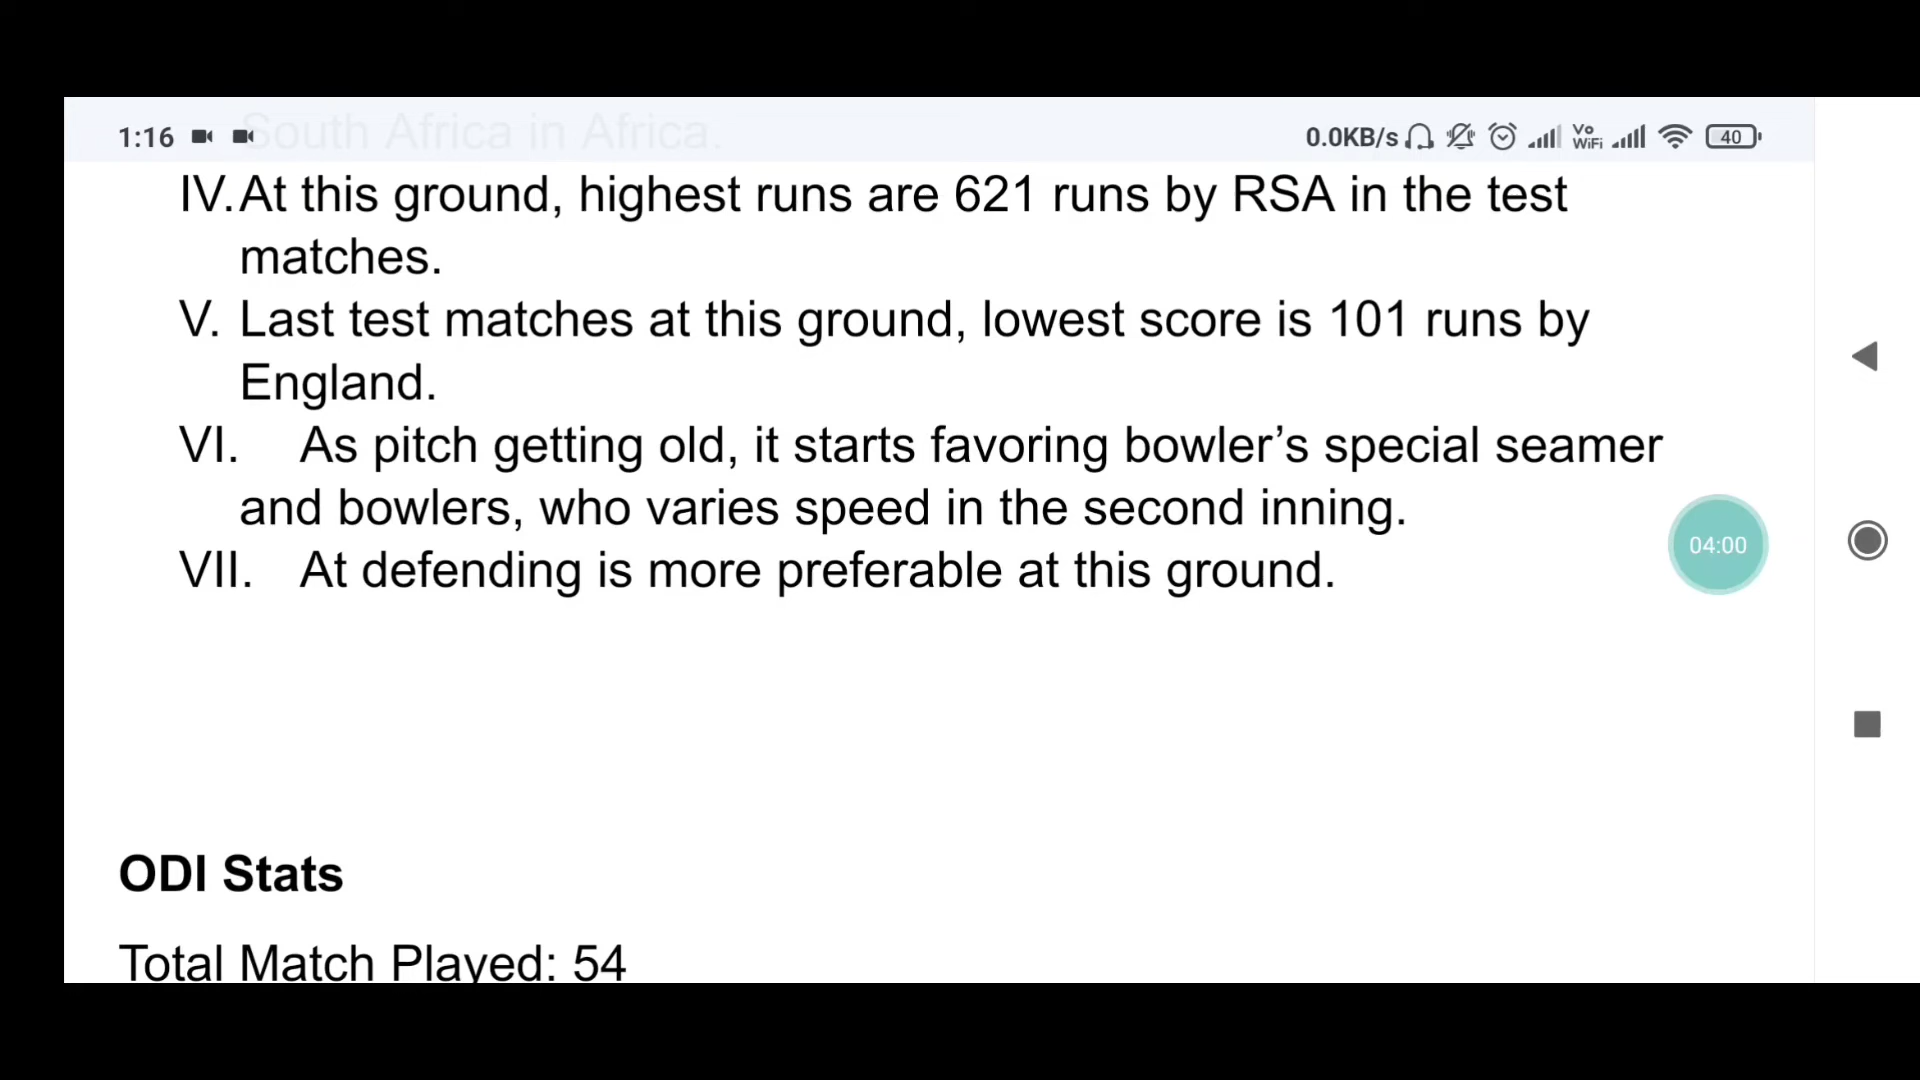 South Africa in Africa.
1:16 0.0KB/s Vo WiFi 40
IV. At this ground, highest runs are 621 runs by RSA in the test
matches.
V. Last test matches at this ground, lowest score is 101 runs by
England.
VI. As pitch getting old, it starts favoring bowler’s special seamer
and bowlers, who varies speed in the second inning.
04:00
VII. At defending is more preferable at this ground.
ODI Stats
Total Match Played: 54